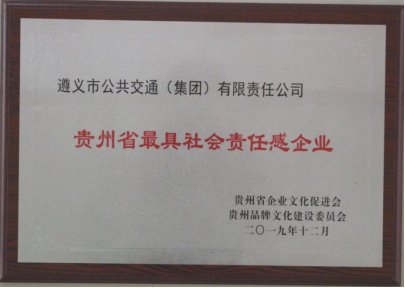 遵义市公共交通（集团）有限责任公司
贵州省最具社会责任感企业
贵州省企业文化促进会
贵州品牌文化建设委员会
二〇一九年十二月